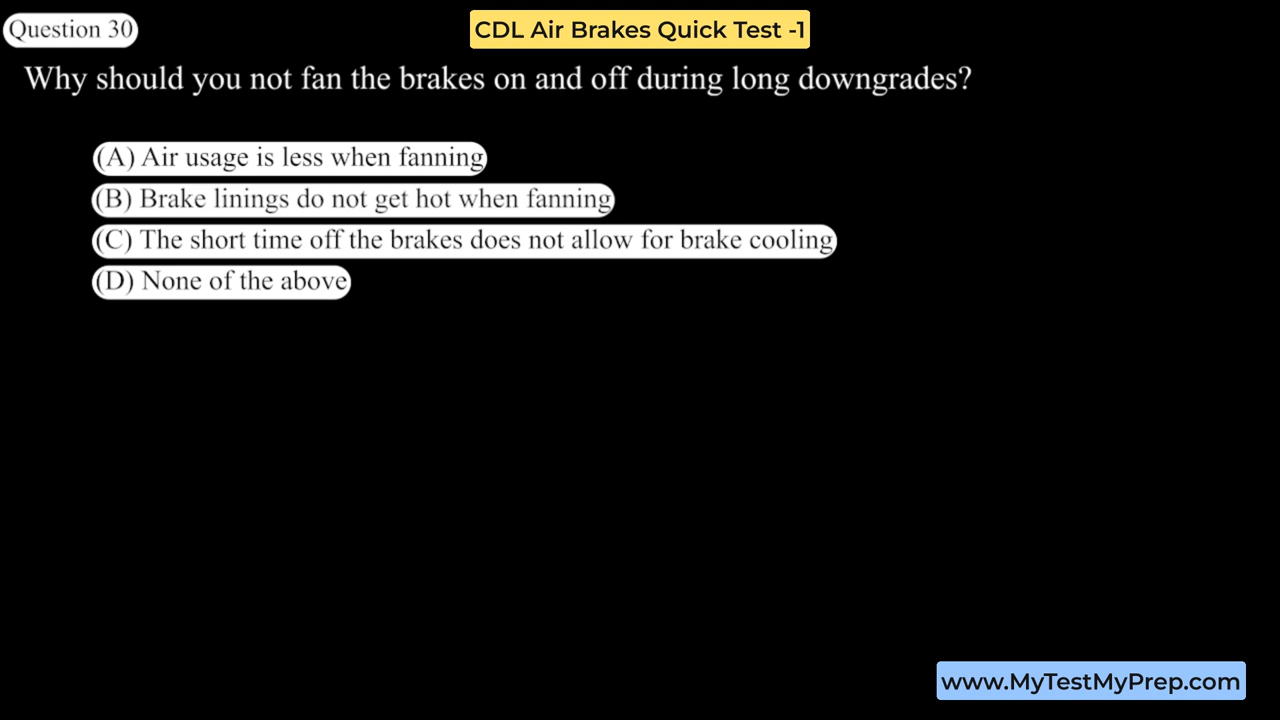 Question 30
CDL Air Brakes Quick Test -1
Why should you not fan the brakes on and off during long downgrades?
(A) Air usage is less when fanning
(B) Brake linings do not get hot when fanning
(C) The short time off the brakes does not allow for brake cooling
(D) None of the above
www.MyTestMyPrep.com